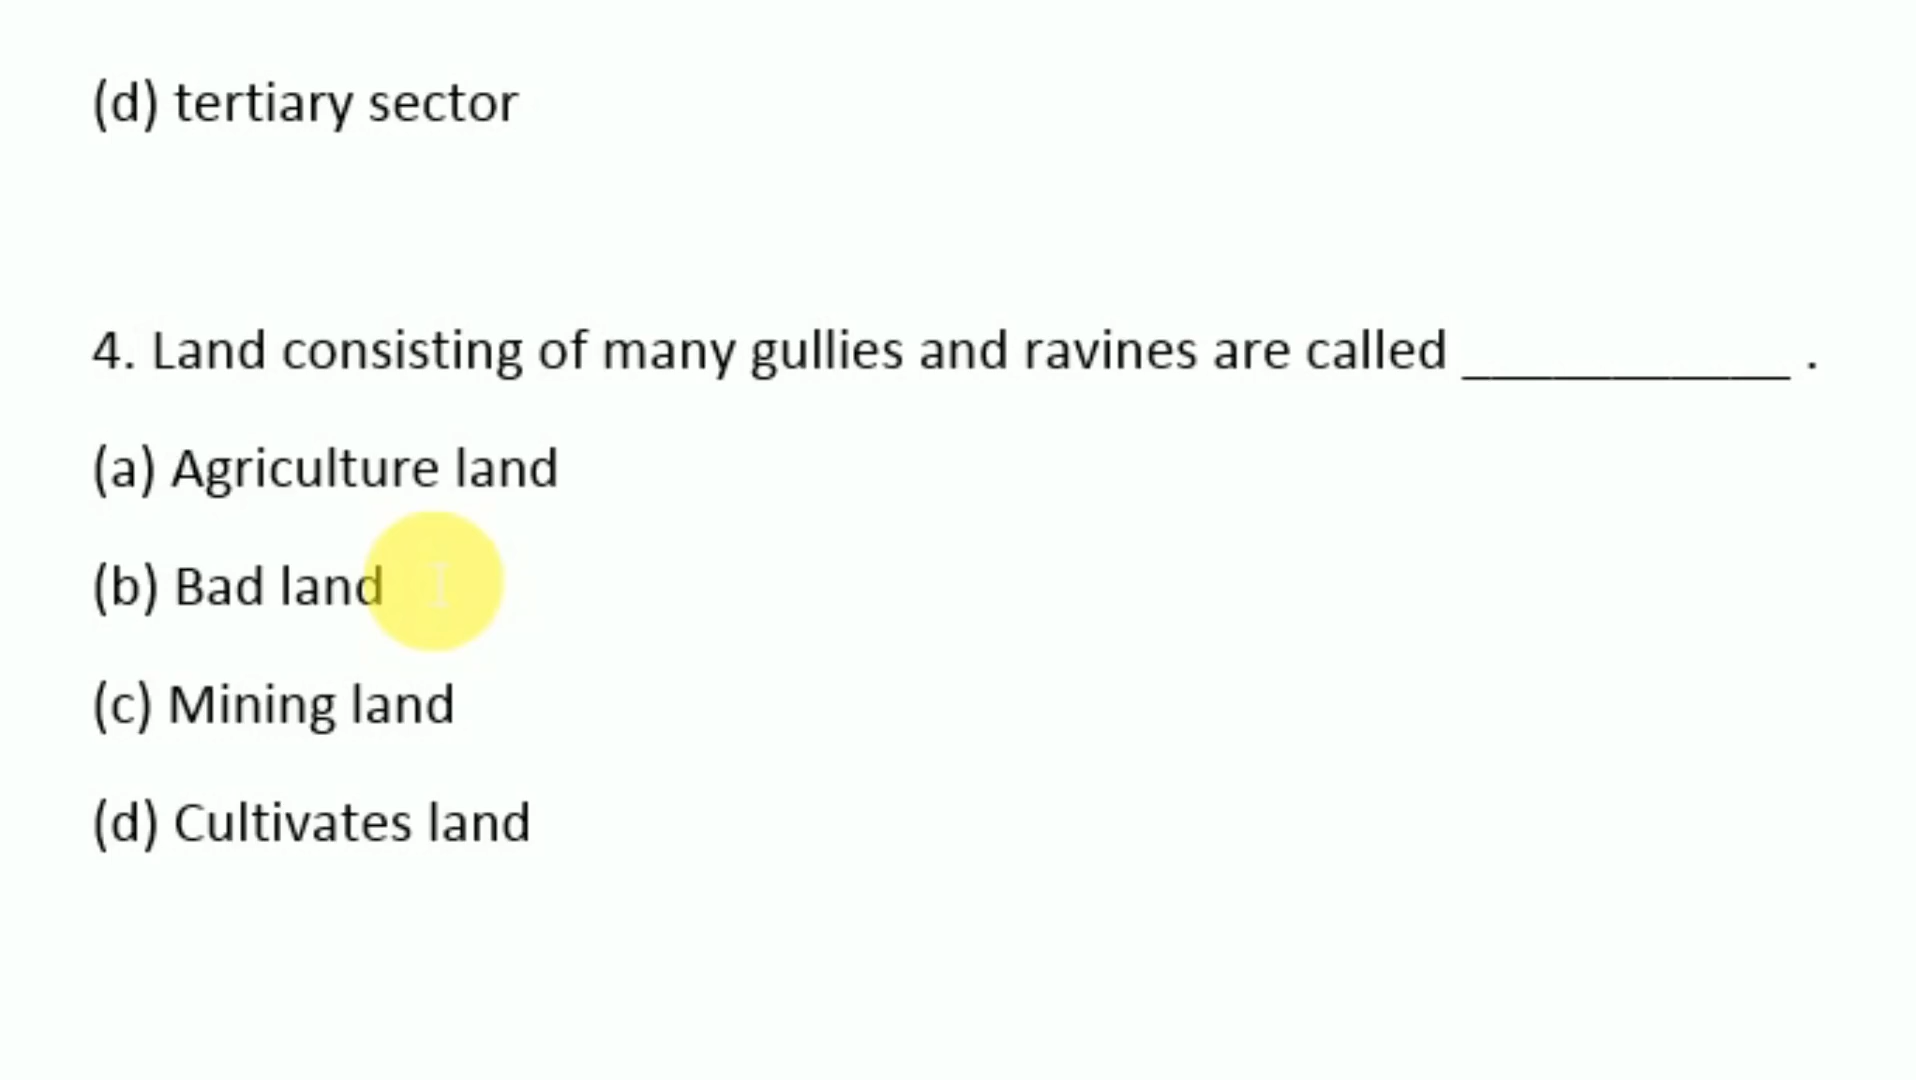 (d) tertiary sector
4. Land consisting of many gullies and ravines are called ___________ .
(a) Agriculture land
(b) Bad land
(c) Mining land
(d) Cultivates land